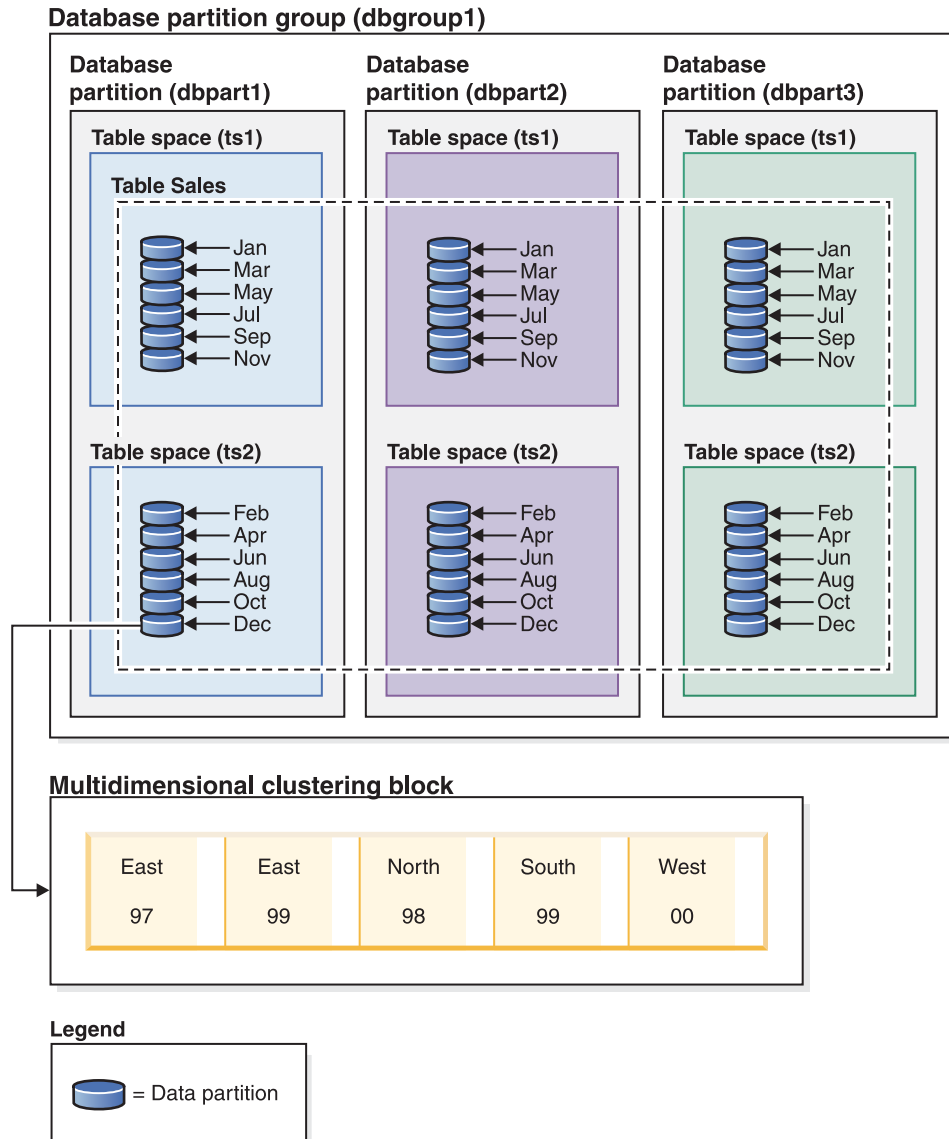 Database partition group (dbgroup1)
Database
partition (dbpart1)
Table space (ts1)
Table Sales
Jan
Mar
May
Jul
Sep
Nov
Table space (ts2)
Feb
Apr
Jun
Aug
Oct
Dec
Database
partition (dbpart2)
Table space (ts1)
Jan
Mar
May
Jul
Sep
Nov
Table space (ts2)
Feb
Apr
Jun
Aug
Oct
Dec
Database
partition (dbpart3)
Table space (ts1)
Jan
Mar
May
Jul
Sep
Nov
Table space (ts2)
Feb
Apr
Jun
Aug
Oct
Dec
Multidimensional clustering block
East
97
East
99
North
98
South
99
West
00
Legend
= Data partition